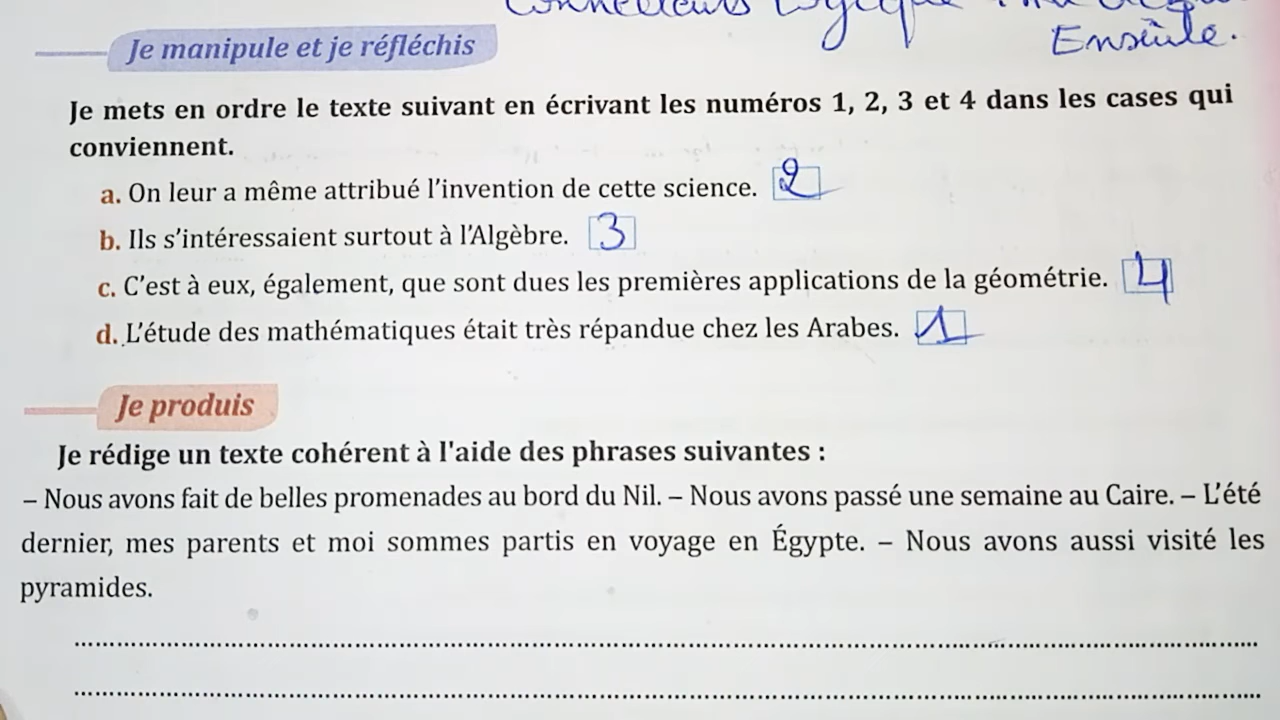 Ensuite.
Je manipule et je réfléchis
Je mets en ordre le texte suivant en écrivant les numéros 1, 2, 3 et 4 dans les cases qui
conviennent.
a. On leur a même attribué l'invention de cette science. 2
b. Ils s'intéressaient surtout à l'Algèbre. 3
c. C'est à eux, également, que sont dues les premières applications de la géométrie. 4
d. L'étude des mathématiques était très répandue chez les Arabes. 1
Je produis
Je rédige un texte cohérent à l'aide des phrases suivantes :
– Nous avons fait de belles promenades au bord du Nil. – Nous avons passé une semaine au Caire. – L'été
dernier, mes parents et moi sommes partis en voyage en Égypte. – Nous avons aussi visité les
pyramides.